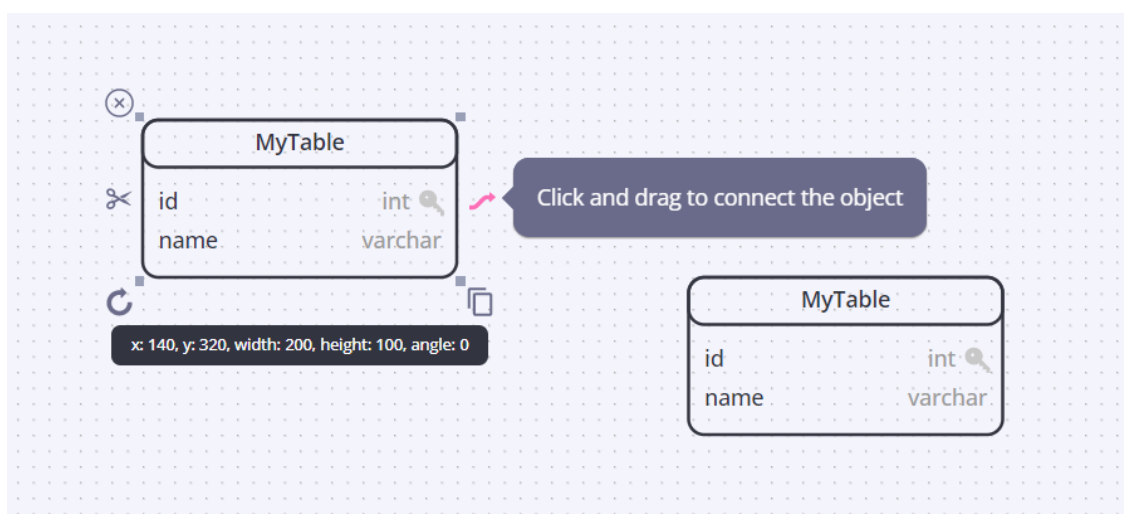 MyTable
id int
name varchar
Click and drag to connect the object
x: 140, y: 320, width: 200, height: 100, angle: 0
MyTable
id int
name varchar